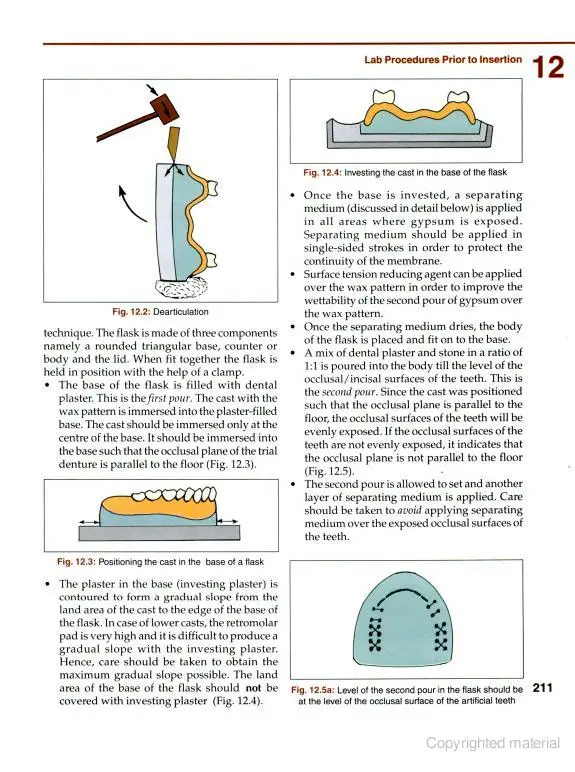 Lab Procedures Prior to Insertion
12
Fig. 12.2: Dearticulation
technique. The flask is made of three components
namely a rounded triangular base, counter or
body and the lid. When fit together the flask is
held in position with the help of a clamp.
• The base of the flask is filled with dental
plaster. This is the first pour. The cast with the
wax pattern is immersed into the plaster-filled
base. The cast should be immersed only at the
centre of the base. It should be immersed into
the base such that the occlusal plane of the trial
denture is parallel to the floor (Fig. 12.3).
Fig. 12.3: Positioning the cast in the base of a flask
• The plaster in the base (investing plaster) is
contoured to form a gradual slope from the
land area of the cast to the edge of the base of
the flask. In case of lower casts, the retromolar
pad is very high and it is difficult to produce a
gradual slope with the investing plaster.
Hence, care should be taken to obtain the
maximum gradual slope possible. The land
area of the base of the flask should not be
covered with investing plaster (Fig. 12.4).
Fig. 12.4: Investing the cast in the base of the flask
• Once the base is invested, a separating
medium (discussed in detail below) is applied
in all areas where gypsum is exposed.
Separating medium should be applied in
single-sided strokes in order to protect the
continuity of the membrane.
• Surface tension reducing agent can be applied
over the wax pattern in order to improve the
wettability of the second pour of gypsum over
the wax pattern.
• Once the separating medium dries, the body
of the flask is placed and fit on to the base.
• A mix of dental plaster and stone in a ratio of
1:1 is poured into the body till the level of the
occlusal/incisal surfaces of the teeth. This is
the second pour. Since the cast was positioned
such that the occlusal plane is parallel to the
floor, the occlusal surfaces of the teeth will be
evenly exposed. If the occlusal surfaces of the
teeth are not evenly exposed, it indicates that
the occlusal plane is not parallel to the floor
(Fig. 12.5).
• The second pour is allowed to set and another
layer of separating medium is applied. Care
should be taken to avoid applying separating
medium over the exposed occlusal surfaces of
the teeth.
Fig. 12.5a: Level of the second pour in the flask should be
at the level of the occlusal surface of the artificial teeth
211
Copyrighted material